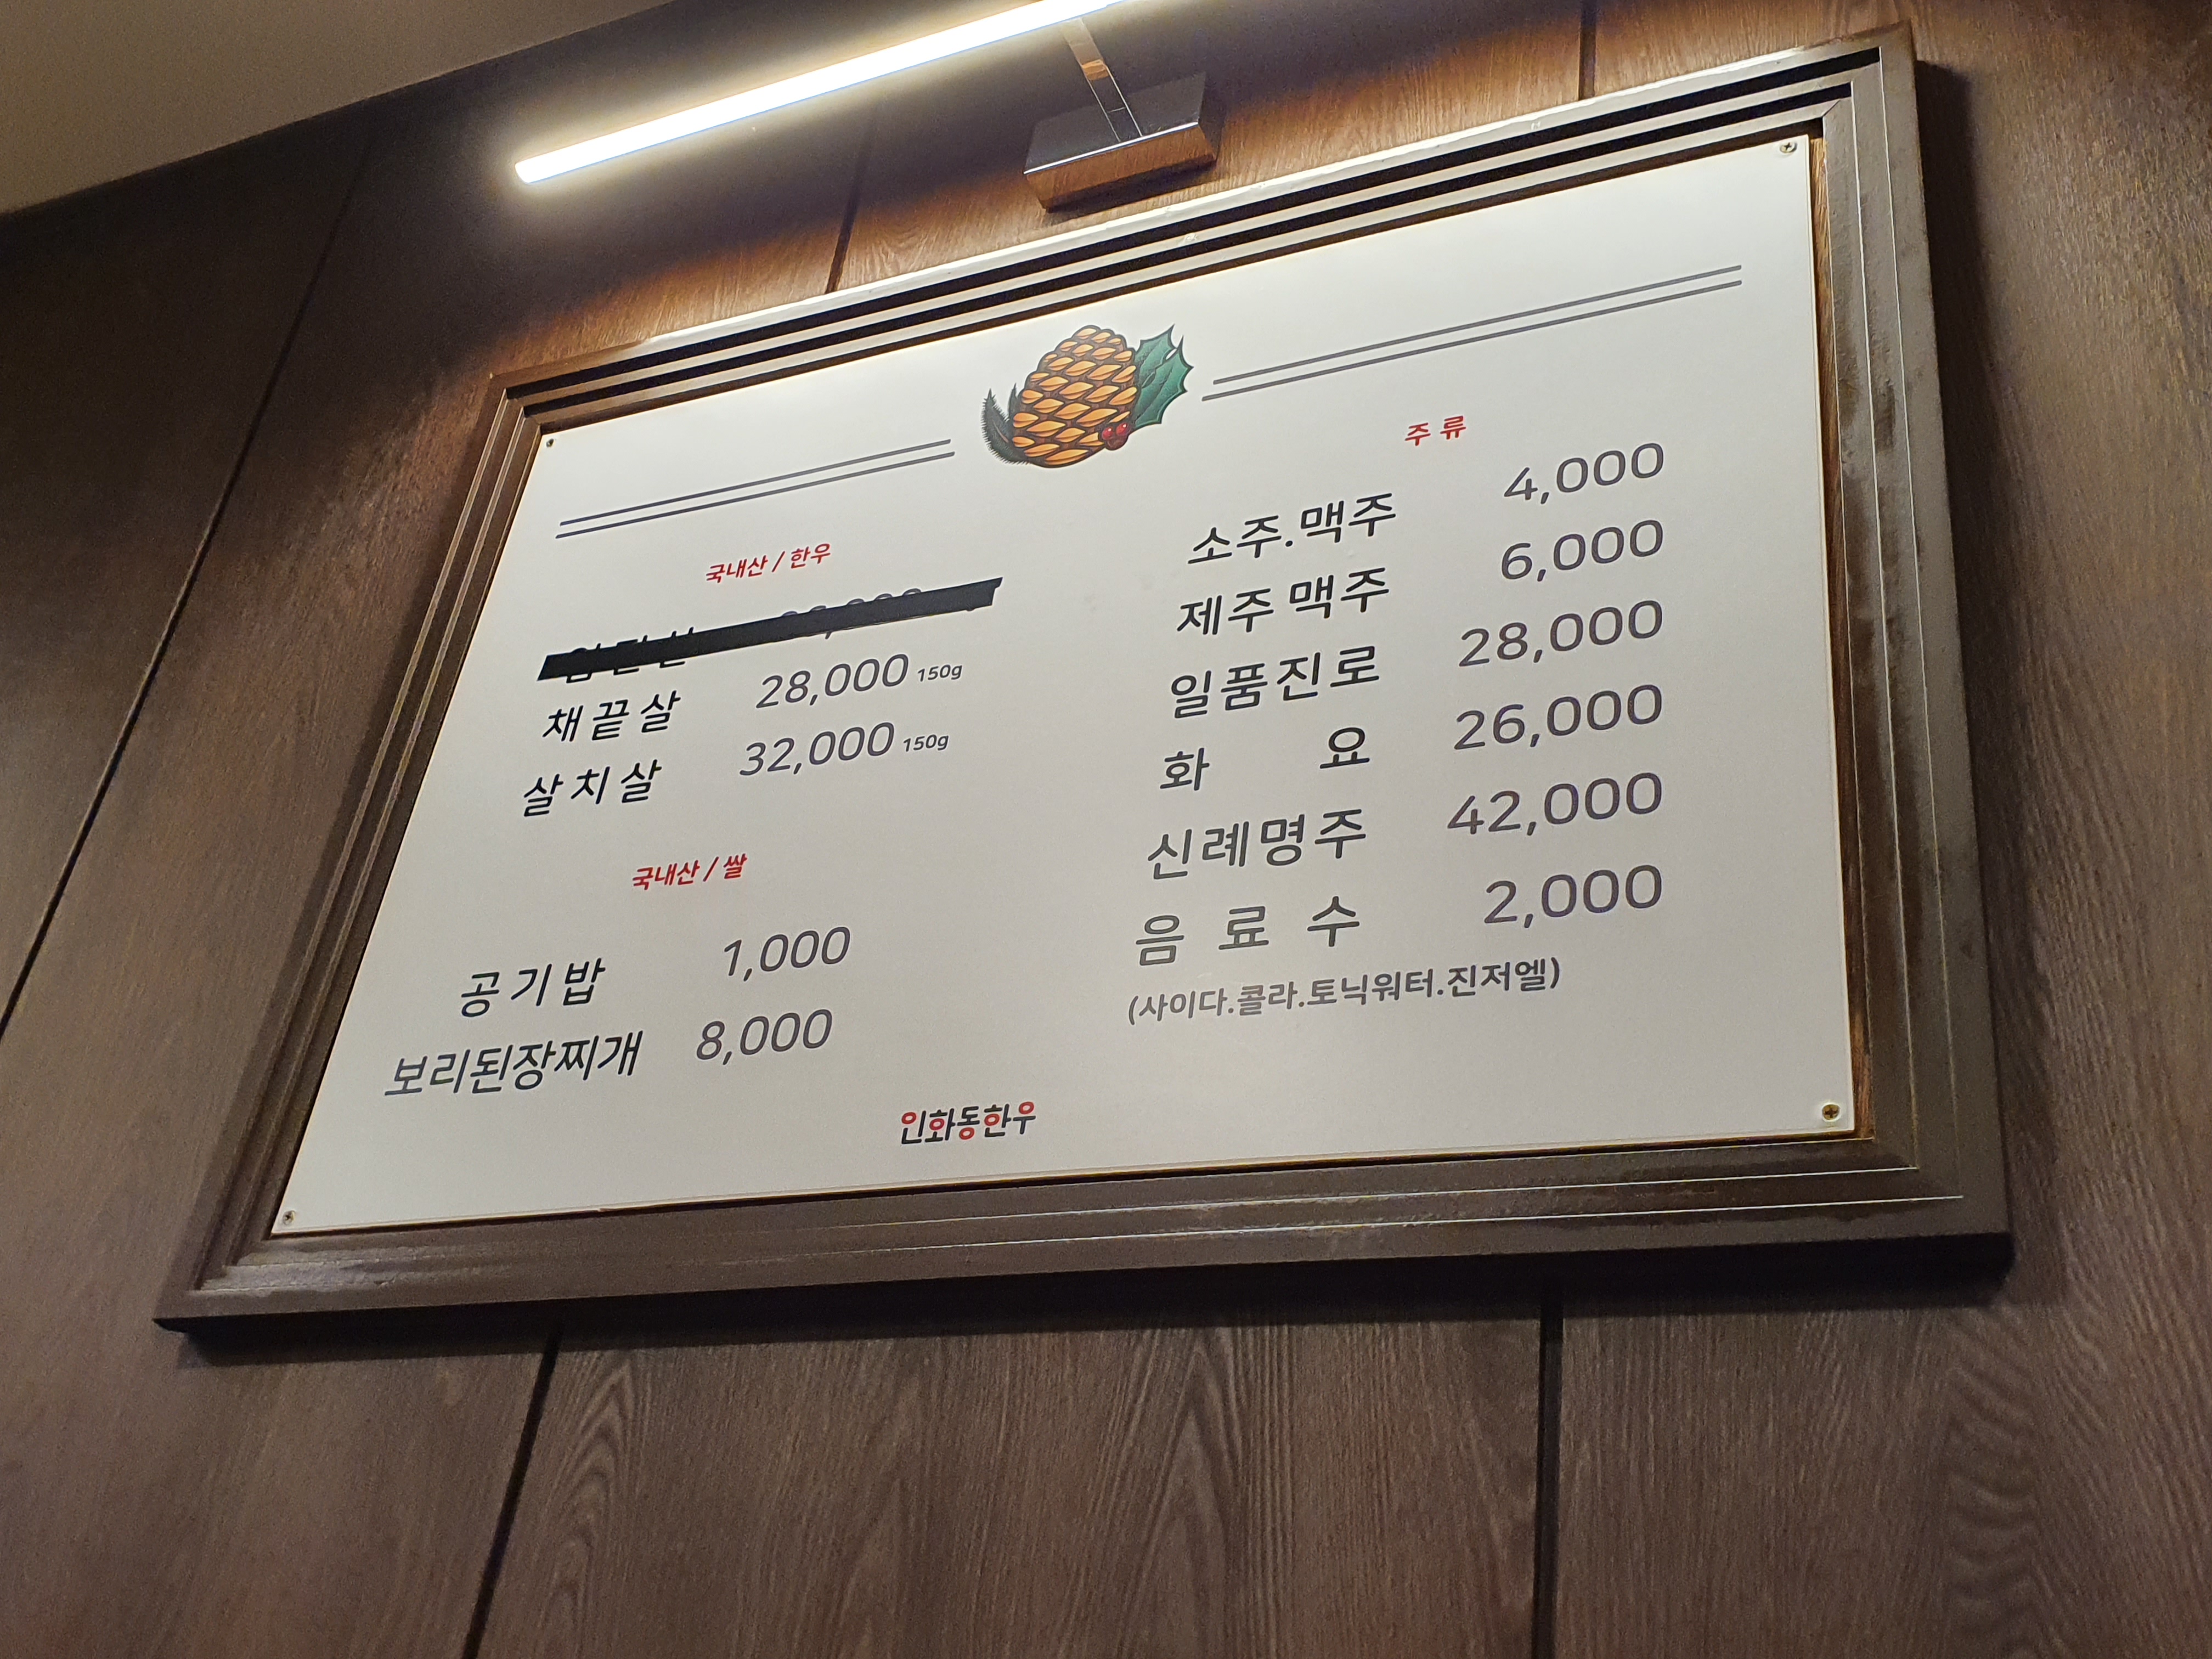 국내산 / 한우
채끝살 28,000 150g
살치살 32,000 150g
국내산 / 쌀
공기밥 1,000
보리된장찌개 8,000
주류
소주.맥주 4,000
제주 맥주 6,000
일품진로 28,000
화요 26,000
신례명주 42,000
음료수 2,000
(사이다.콜라.토닉워터.진저엘)
인화동한우